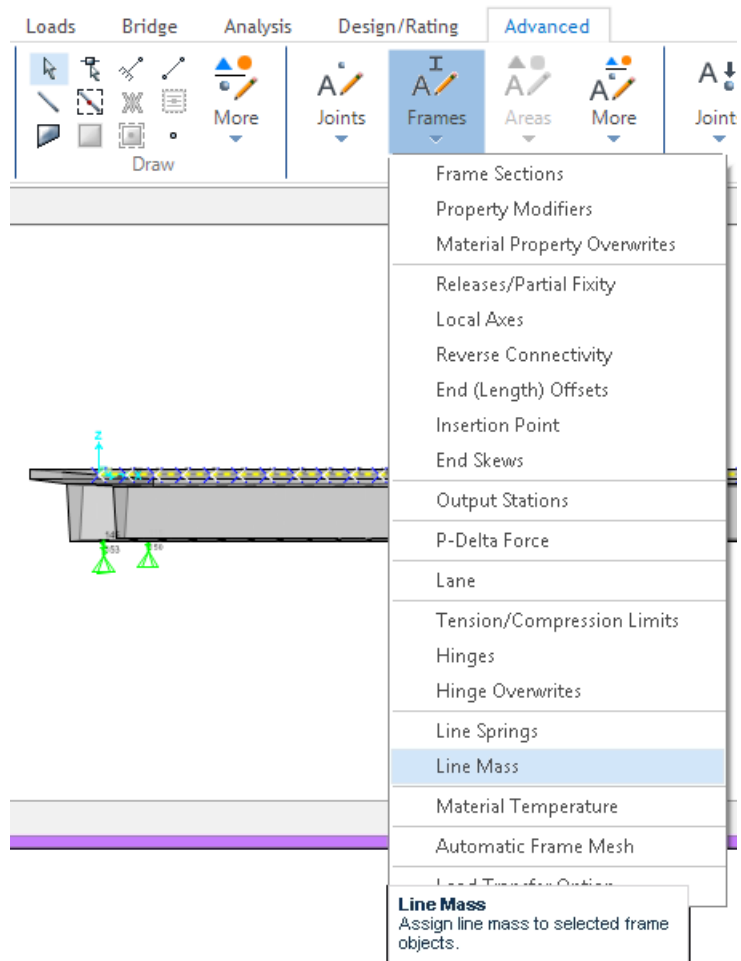 Loads Bridge Analysis Design/Rating Advanced
More Joints Frames Areas More Joint
Draw
Frame Sections
Property Modifiers
Material Property Overwrites
Releases/Partial Fixity
Local Axes
Reverse Connectivity
End (Length) Offsets
Insertion Point
End Skews
Output Stations
P-Delta Force
Lane
Tension/Compression Limits
Hinges
Hinge Overwrites
Line Springs
Line Mass
Material Temperature
Automatic Frame Mesh
Load Transfer Option
Line Mass
Assign line mass to selected frame
objects.
Z